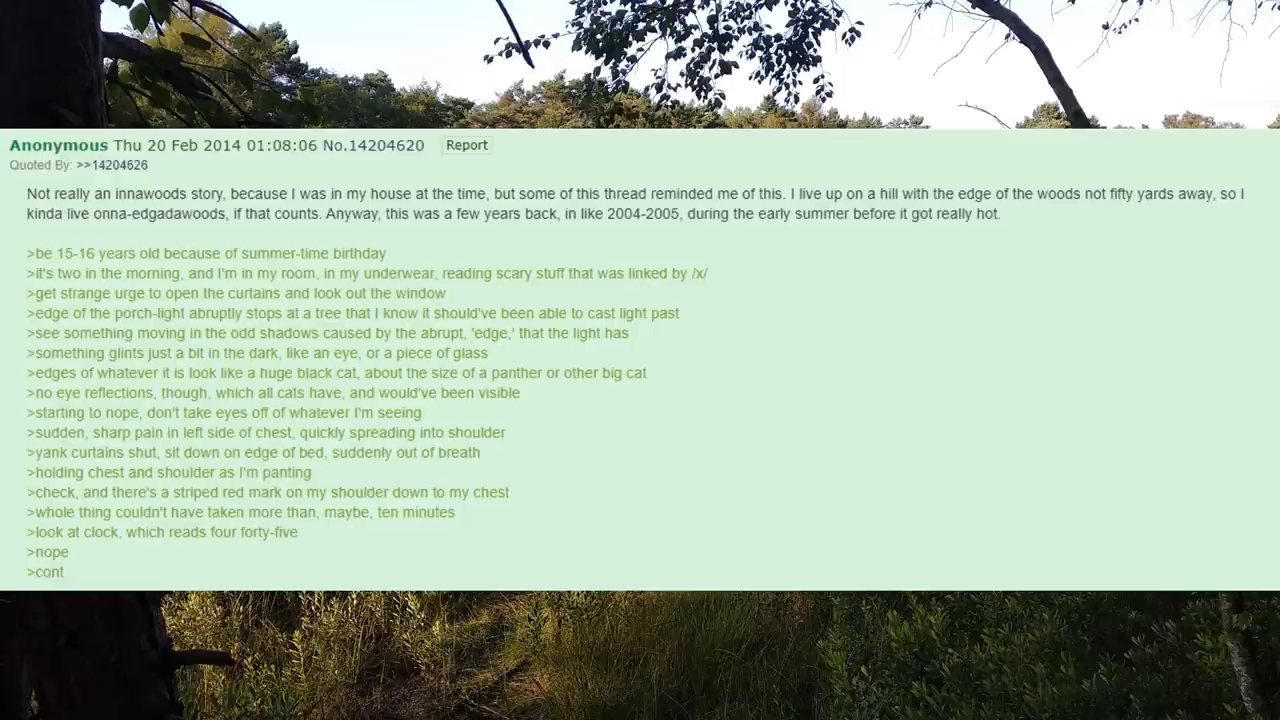 Anonymous Thu 20 Feb 2014 01:08:06 No.14204620 Report
Quoted By: >>14204626
Not really an innawoods story, because I was in my house at the time, but some of this thread reminded me of this. I live up on a hill with the edge of the woods not fifty yards away, so I
kinda live onna-edgadawoods, if that counts. Anyway, this was a few years back, in like 2004-2005, during the early summer before it got really hot.
>be 15-16 years old because of summer-time birthday
>it's two in the morning, and I'm in my room, in my underwear, reading scary stuff that was linked by /x/
>get strange urge to open the curtains and look out the window
>edge of the porch-light abruptly stops at a tree that I know it should've been able to cast light past
>see something moving in the odd shadows caused by the abrupt, 'edge,' that the light has
>something glints just a bit in the dark, like an eye, or a piece of glass
>edges of whatever it is look like a huge black cat, about the size of a panther or other big cat
>no eye reflections, though, which all cats have, and would've been visible
>starting to nope, don't take eyes off of whatever I'm seeing
>sudden, sharp pain in left side of chest, quickly spreading into shoulder
>yank curtains shut, sit down on edge of bed, suddenly out of breath
>holding chest and shoulder as I'm panting
>check, and there's a striped red mark on my shoulder down to my chest
>whole thing couldn't have taken more than, maybe, ten minutes
>look at clock, which reads four forty-five
>nope
>cont